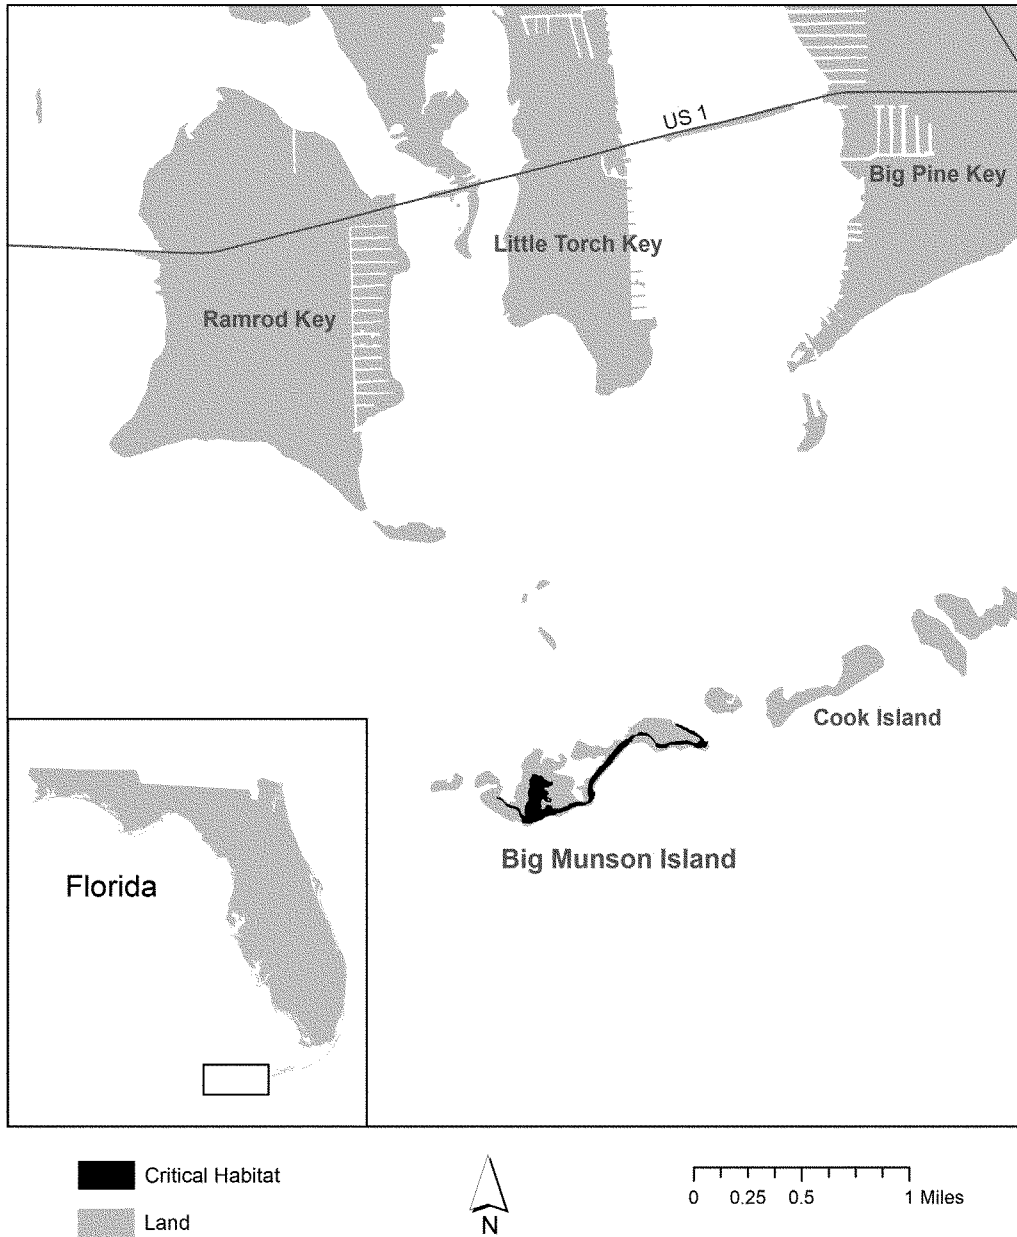 US 1
Big Pine Key
Little Torch Key
Ramrod Key
Cook Island
Big Munson Island
Florida
Critical Habitat
Land
N
0 0.25 0.5 1 Miles